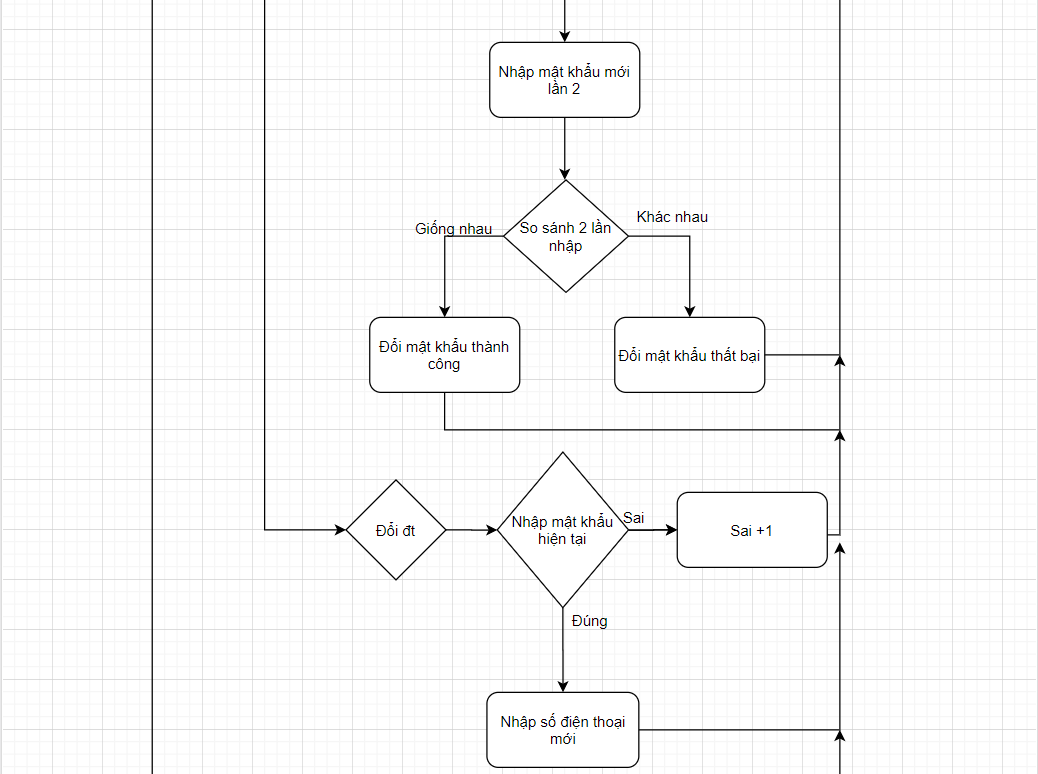 Nhập mật khẩu mới
lần 2
So sánh 2 lần
nhập
Giống nhau
Khác nhau
Đổi mật khẩu thành
công
Đổi mật khẩu thất bại
Đổi đt
Nhập mật khẩu
hiện tại
Sai
Sai +1
Đúng
Nhập số điện thoại
mới